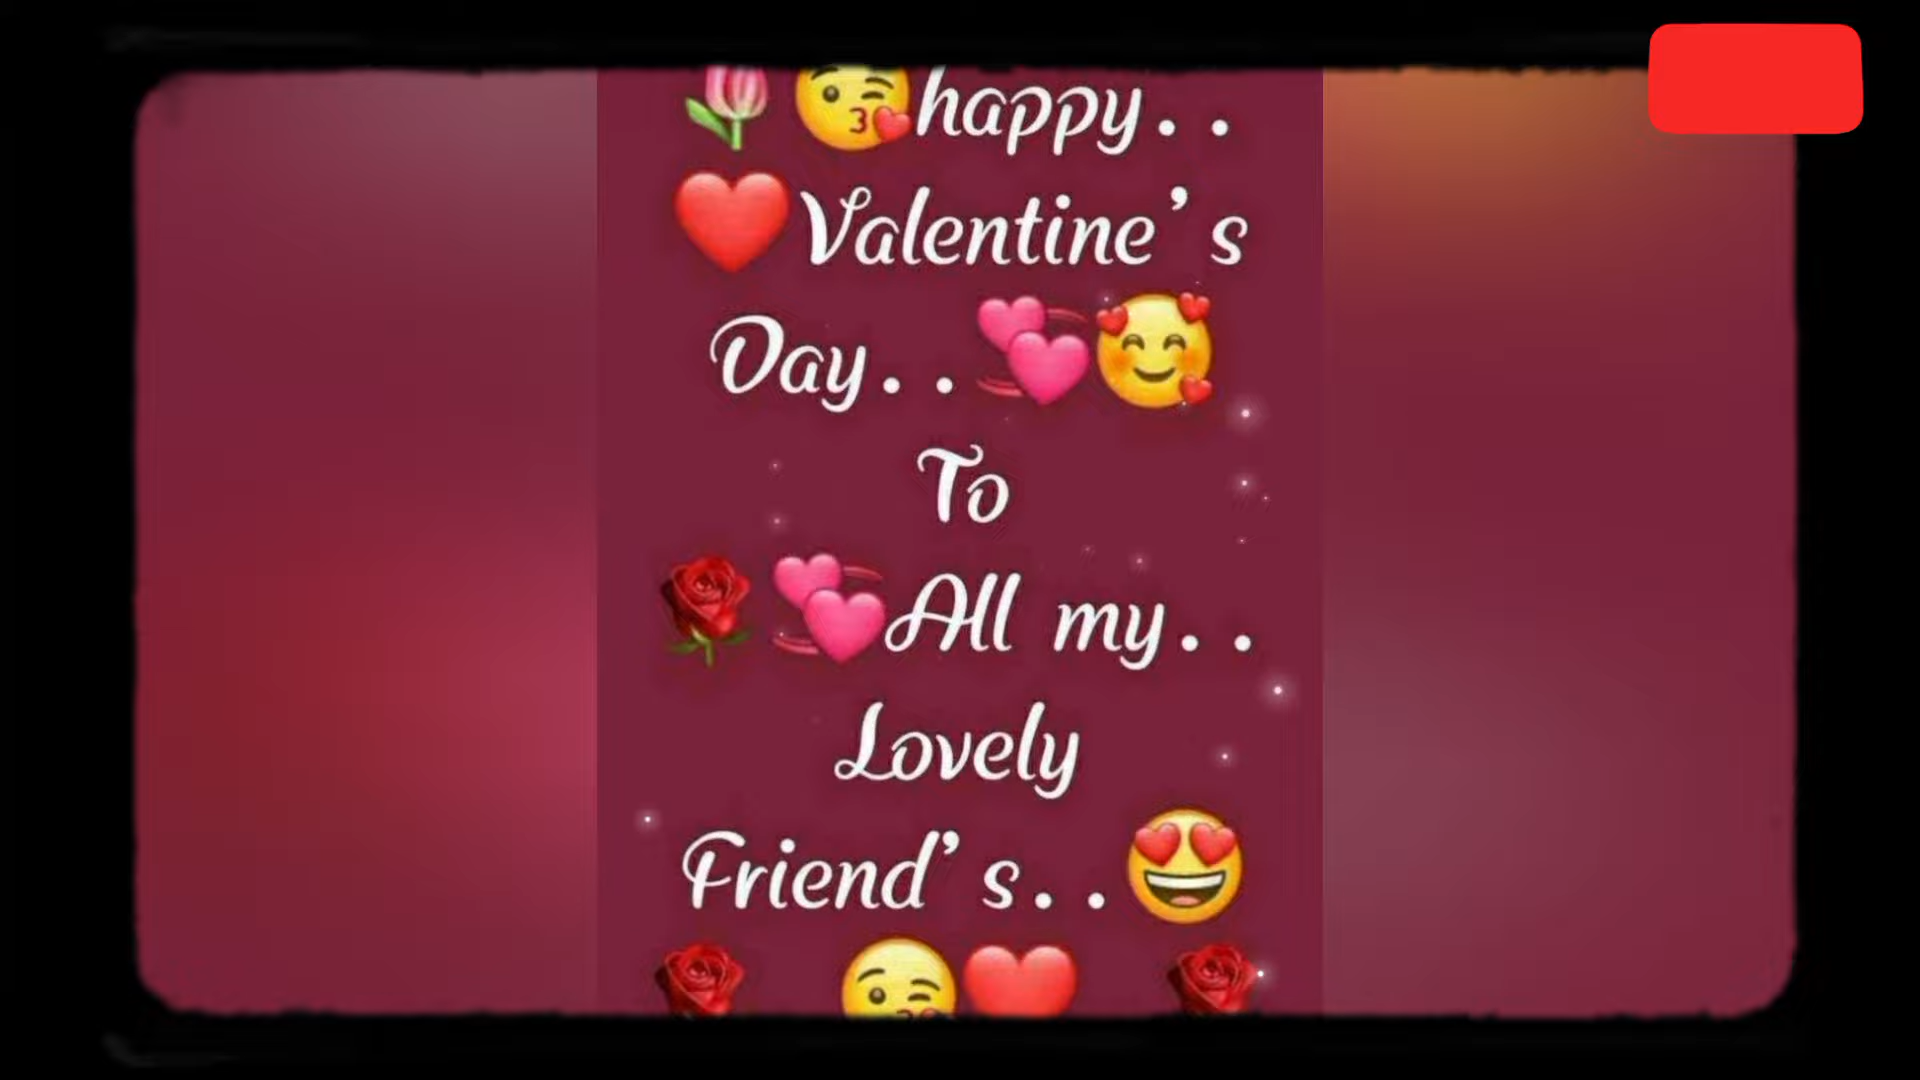 🌷 😘happy..
❤️Valentine's
Day..💞🥰
To
🌹 💞All my..
Lovely
Friend's..😍
🌹 😘❤️ 🌹